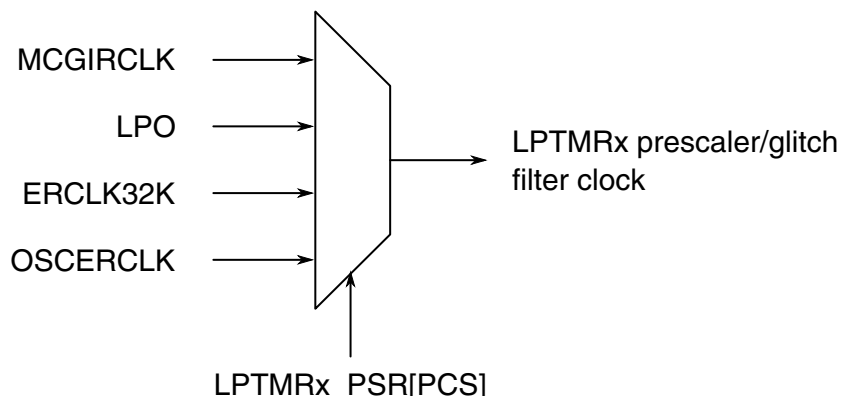 MCGIRCLK
LPO
ERCLK32K
OSCERCLK
LPTMRx prescaler/glitch
filter clock
LPTMRx_PSR[PCS]